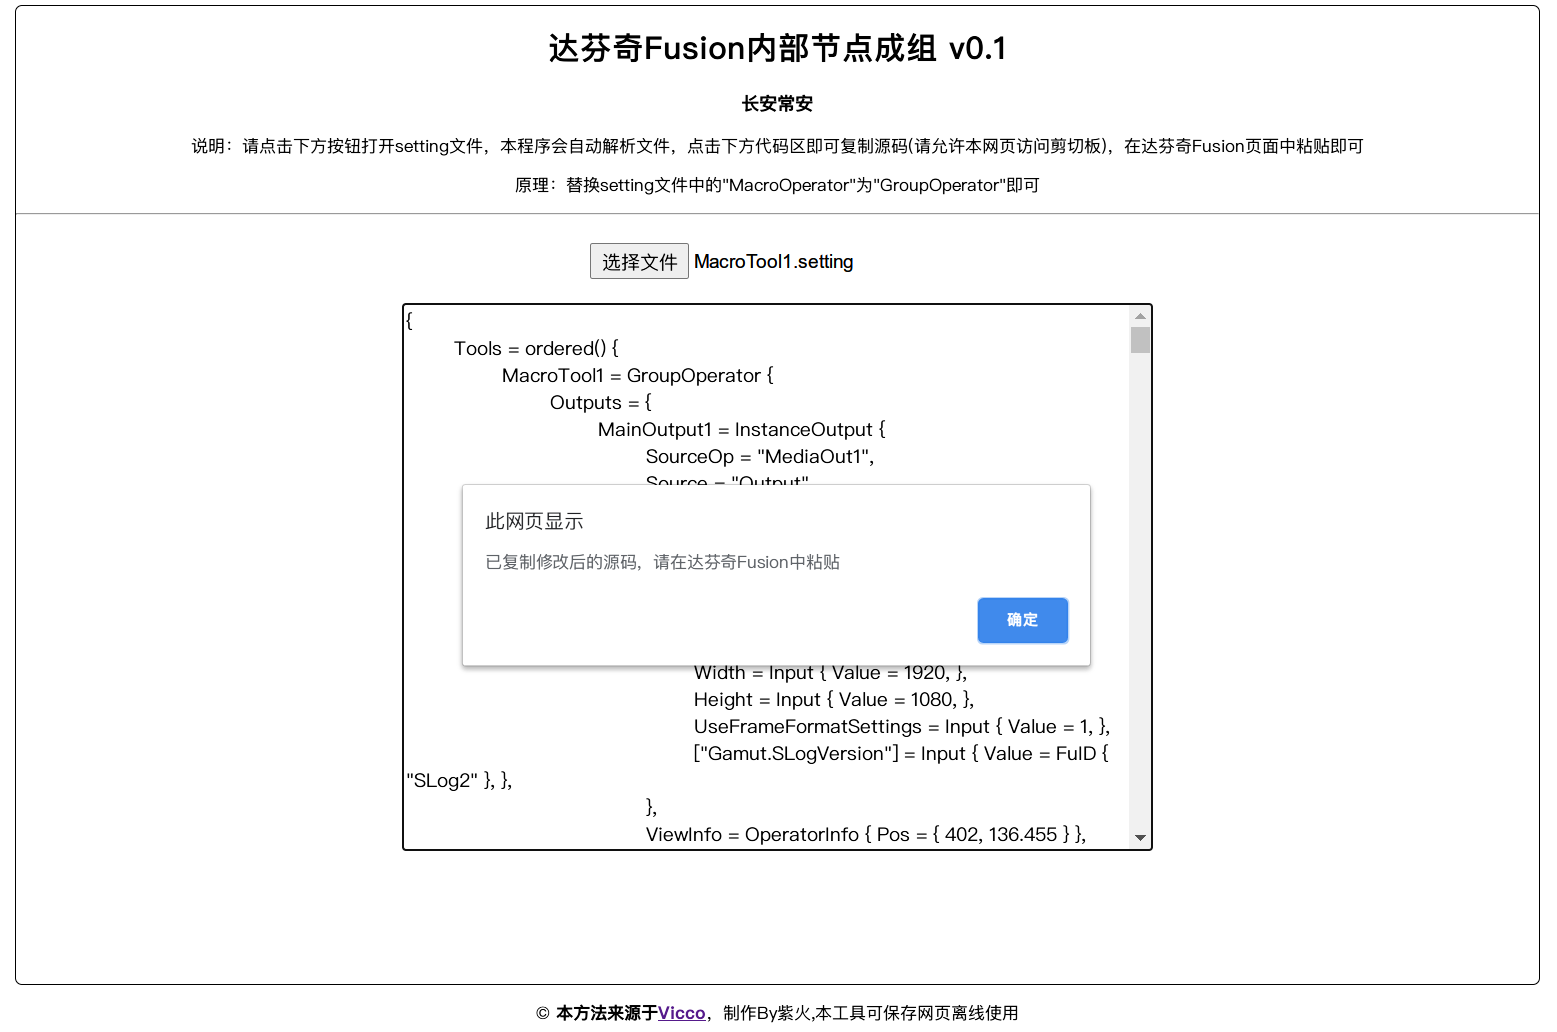 达芬奇Fusion内部节点成组 v0.1
长安常安
说明：请点击下方按钮打开setting文件，本程序会自动解析文件，点击下方代码区即可复制源码(请允许本网页访问剪切板)，在达芬奇Fusion页面中粘贴即可
原理：替换setting文件中的"MacroOperator"为"GroupOperator"即可
选择文件 MacroTool1.setting
{
Tools = ordered() {
MacroTool1 = GroupOperator {
Outputs = {
MainOutput1 = InstanceOutput {
SourceOp = "MediaOut1",
Source = "Output"
此网页显示
已复制修改后的源码，请在达芬奇Fusion中粘贴
确定
Width = Input { Value = 1920, },
Height = Input { Value = 1080, },
UseFrameFormatSettings = Input { Value = 1, },
["Gamut.SLogVersion"] = Input { Value = FuID {
"SLog2" }, },
},
ViewInfo = OperatorInfo { Pos = { 402, 136.455 } },
© 本方法来源于Vicco，制作By紫火,本工具可保存网页离线使用